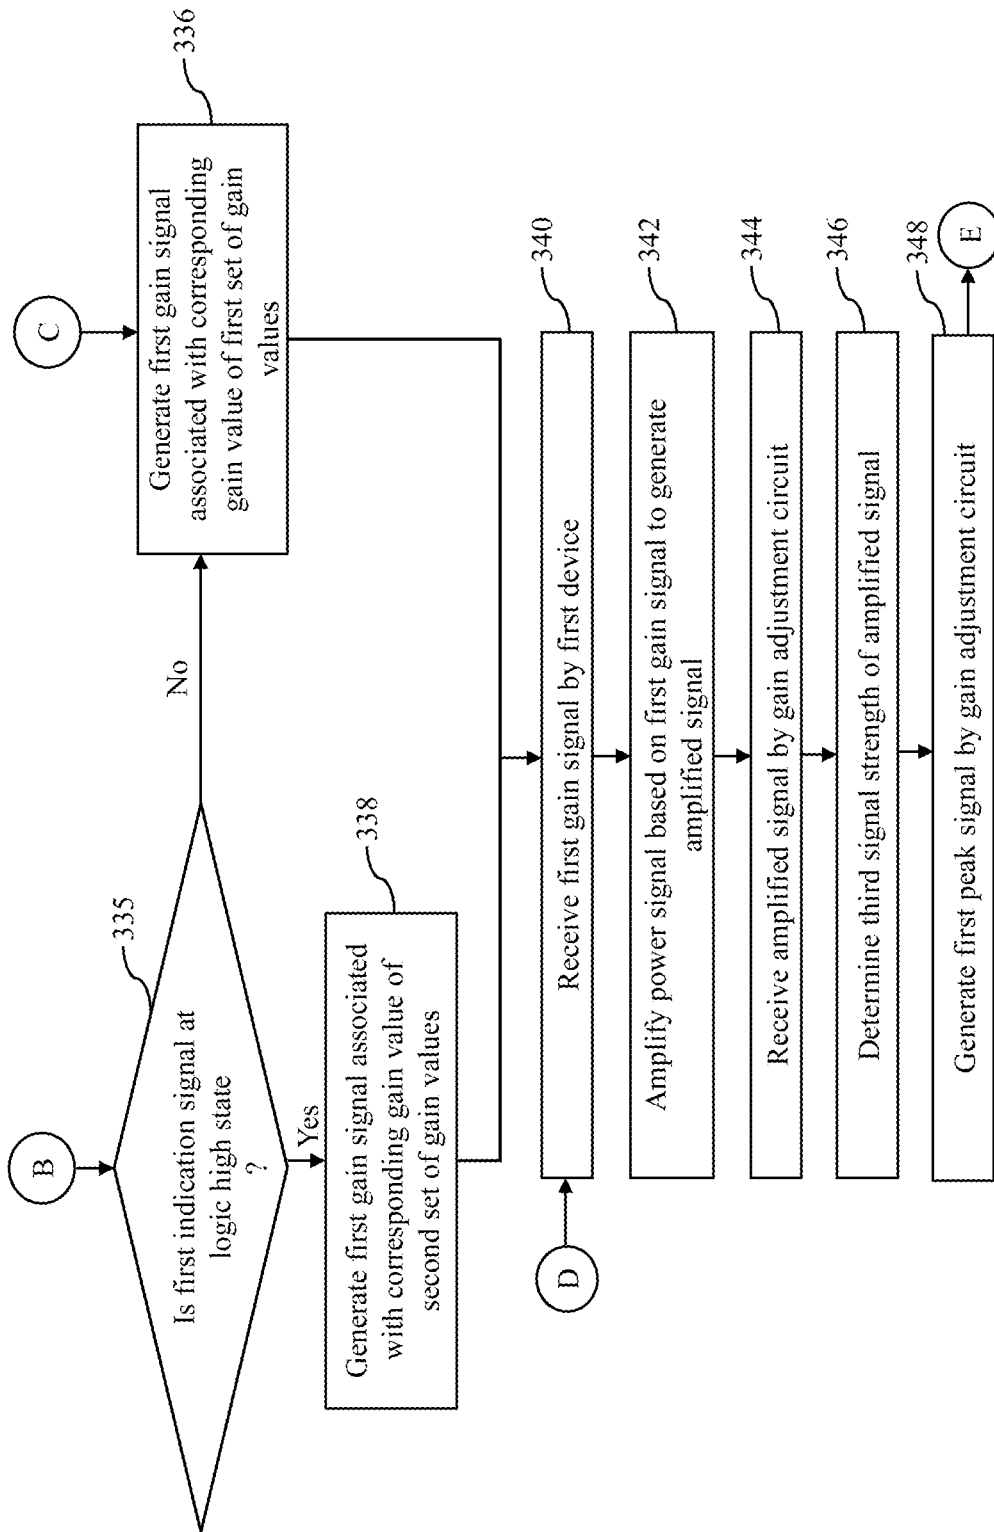 B
C
335
Is first indication signal at
logic high state
?
No
Yes
336
Generate first gain signal
associated with corresponding
gain value of first set of gain
values
338
Generate first gain signal associated
with corresponding gain value of
second set of gain values
D
340
Receive first gain signal by first device
342
Amplify power signal based on first gain signal to generate
amplified signal
344
Receive amplified signal by gain adjustment circuit
346
Determine third signal strength of amplified signal
348
Generate first peak signal by gain adjustment circuit
E